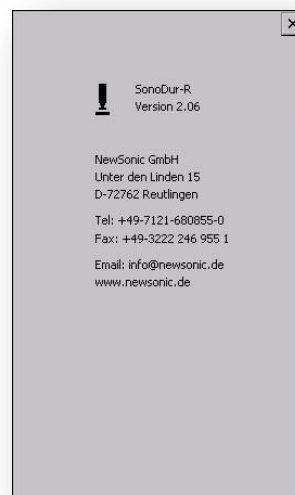 SonoDur-R
Version 2.06
NewSonic GmbH
Unter den Linden 15
D-72762 Reutlingen
Tel: +49-7121-680855-0
Fax: +49-3222 246 955 1
Email: info@newsonic.de
www.newsonic.de